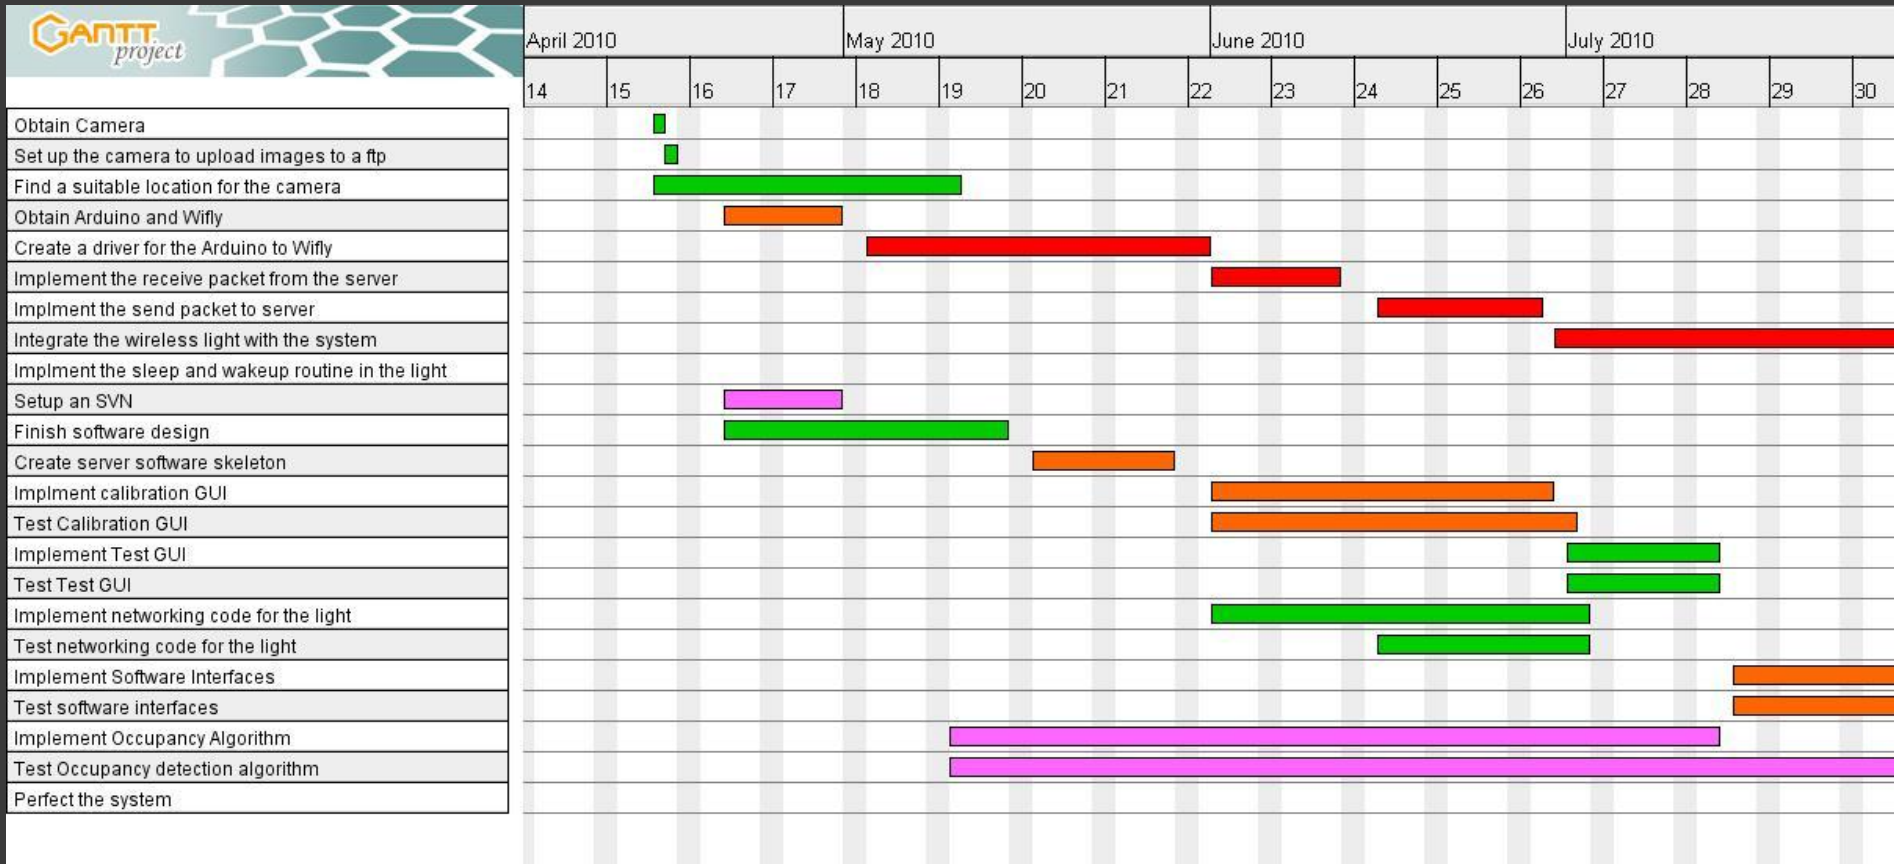 GANTT
project
April 2010 May 2010 June 2010 July 2010
14 15 16 17 18 19 20 21 22 23 24 25 26 27 28 29 30
Obtain Camera
Set up the camera to upload images to a ftp
Find a suitable location for the camera
Obtain Arduino and Wifly
Create a driver for the Arduino to Wifly
Implement the receive packet from the server
Implment the send packet to server
Integrate the wireless light with the system
Implment the sleep and wakeup routine in the light
Setup an SVN
Finish software design
Create server software skeleton
Implment calibration GUI
Test Calibration GUI
Implement Test GUI
Test Test GUI
Implement networking code for the light
Test networking code for the light
Implement Software Interfaces
Test software interfaces
Implement Occupancy Algorithm
Test Occupancy detection algorithm
Perfect the system